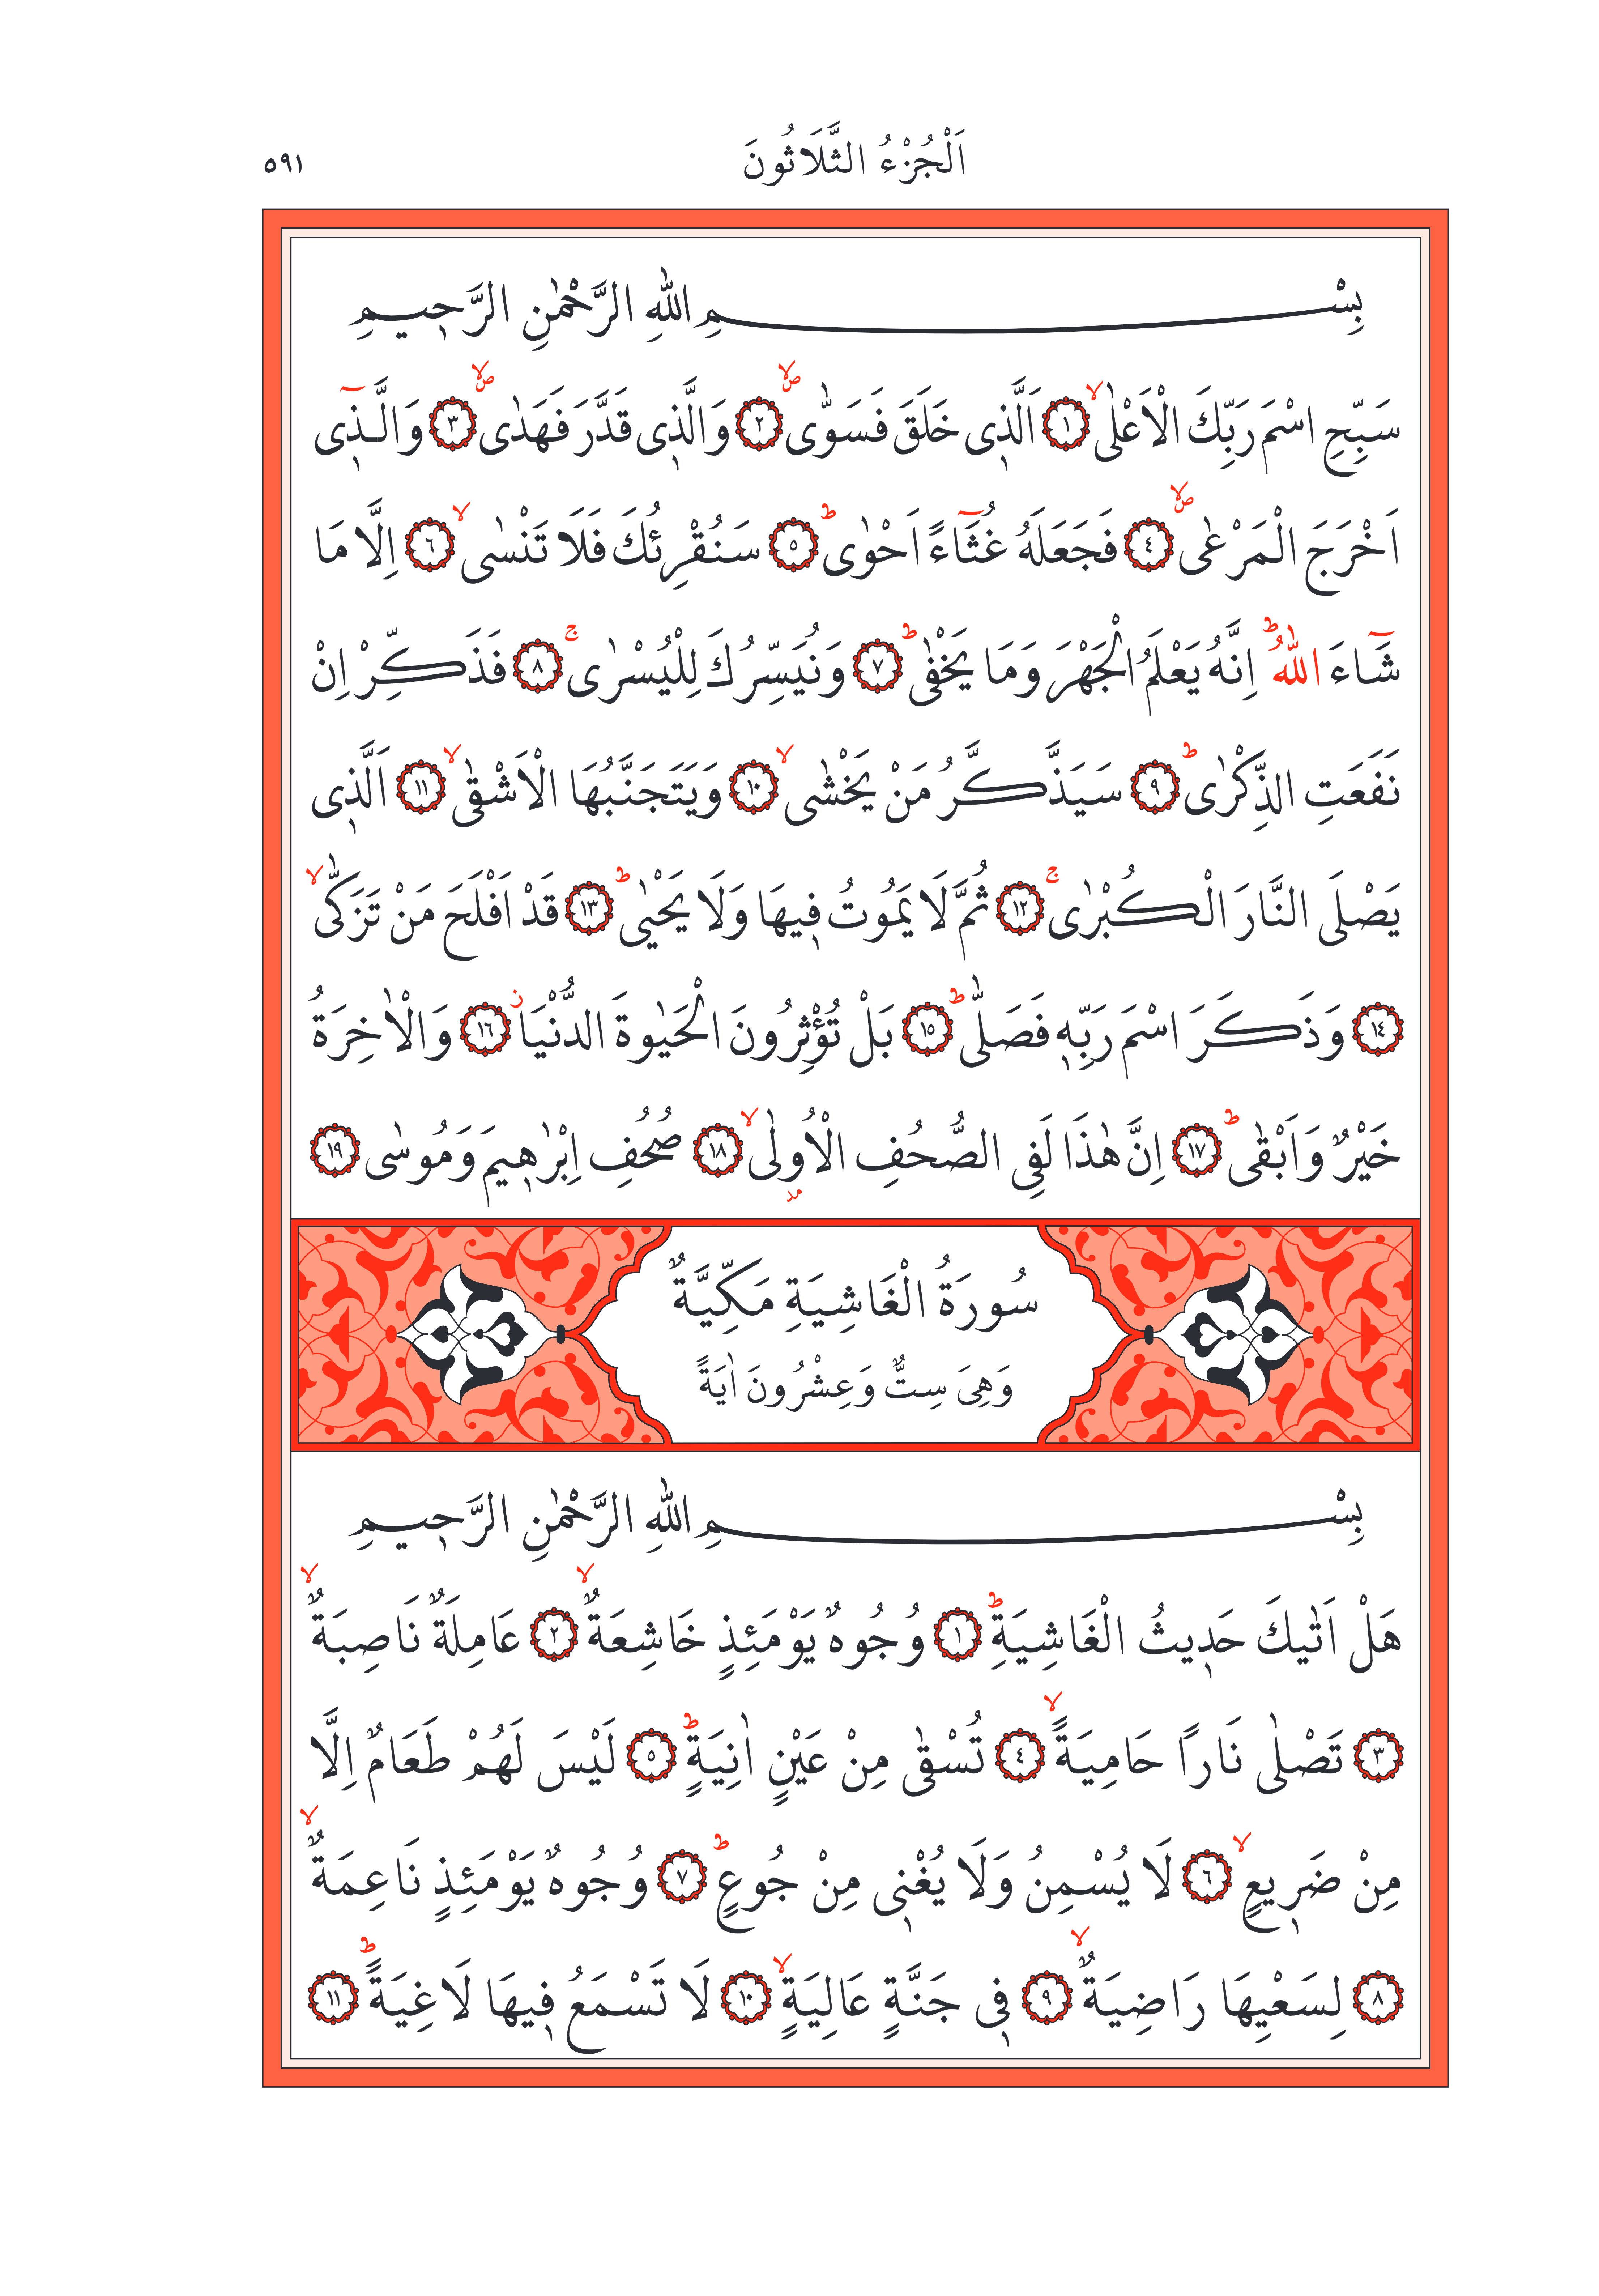 اَلْجُزْءُ الثَّلَاثُونَ ٥٩١
بِسْمِ اللّٰهِ الرَّحْمٰنِ الرَّح۪يمِ
سَبِّحِ اسْمَ رَبِّكَ الْاَعْلٰىۙ ﴿١﴾ اَلَّذ۪ي خَلَقَ فَسَوّٰىۙۖ ﴿٢﴾ وَالَّذ۪ي قَدَّرَ فَهَدٰىۙۖ ﴿٣﴾ وَالَّـذ۪ٓي
اَخْرَجَ الْمَرْعٰىۙۖ ﴿٤﴾ فَجَعَلَهُ غُثَٓاءً اَحْوٰىۜ ﴿٥﴾ سَنُقْرِئُكَ فَلَا تَنْسٰىۙ ﴿٦﴾ اِلَّا مَا
شَٓاءَ اللّٰهُۜ اِنَّهُ يَعْلَمُ الْجَهْرَ وَمَا يَخْفٰىۜ ﴿٧﴾ وَنُيَسِّرُكَ لِلْيُسْرٰىۚ ﴿٨﴾ فَذَكِّرْ اِنْ
نَفَعَتِ الذِّكْرٰىۜ ﴿٩﴾ سَيَذَّكَّرُ مَنْ يَخْشٰىۙ ﴿١٠﴾ وَيَتَجَنَّبُهَا الْاَشْقٰىۙ ﴿١١﴾ اَلَّذ۪ي
يَصْلَى النَّارَ الْكُبْرٰىۚ ﴿١٢﴾ ثُمَّ لَا يَمُوتُ ف۪يهَا وَلَا يَحْيٰىۜ ﴿١٣﴾ قَدْ اَفْلَحَ مَنْ تَزَكّٰىۙ
﴿١٤﴾ وَذَكَرَ اسْمَ رَبِّه۪ فَصَلّٰىۜ ﴿١٥﴾ بَلْ تُؤْثِرُونَ الْحَيٰوةَ الدُّنْيَاۘ ﴿١٦﴾ وَالْاٰخِرَةُ
خَيْرٌ وَاَبْقٰىۜ ﴿١٧﴾ اِنَّ هٰذَا لَفِي الصُّحُفِ الْاُو۫لٰىۙ ﴿١٨﴾ صُحُفِ اِبْرٰه۪يمَ وَمُوسٰى ﴿١٩﴾
سُورَةُ الْغَاشِيَةِ مَكِّيَّةٌ
وَهِيَ سِتٌّ وَعِشْرُونَ اٰيَةً
بِسْمِ اللّٰهِ الرَّحْمٰنِ الرَّح۪يمِ
هَلْ اَتٰيكَ حَد۪يثُ الْغَاشِيَةِۜ ﴿١﴾ وُجُوهٌ يَوْمَئِذٍ خَاشِعَةٌۙ ﴿٢﴾ عَامِلَةٌ نَاصِبَةٌۙ
﴿٣﴾ تَصْلٰى نَارًا حَامِيَةًۙ ﴿٤﴾ تُسْقٰى مِنْ عَيْنٍ اٰنِيَةٍۜ ﴿٥﴾ لَيْسَ لَهُمْ طَعَامٌ اِلَّا
مِنْ ضَر۪يعٍۙ ﴿٦﴾ لَا يُسْمِنُ وَلَا يُغْن۪ي مِنْ جُوعٍۜ ﴿٧﴾ وُجُوهٌ يَوْمَئِذٍ نَاعِمَةٌۙ
﴿٨﴾ لِسَعْيِهَا رَاضِيَةٌۙ ﴿٩﴾ ف۪ي جَنَّةٍ عَالِيَةٍۙ ﴿١٠﴾ لَا تَسْمَعُ ف۪يهَا لَاغِيَةًۜ ﴿١١﴾